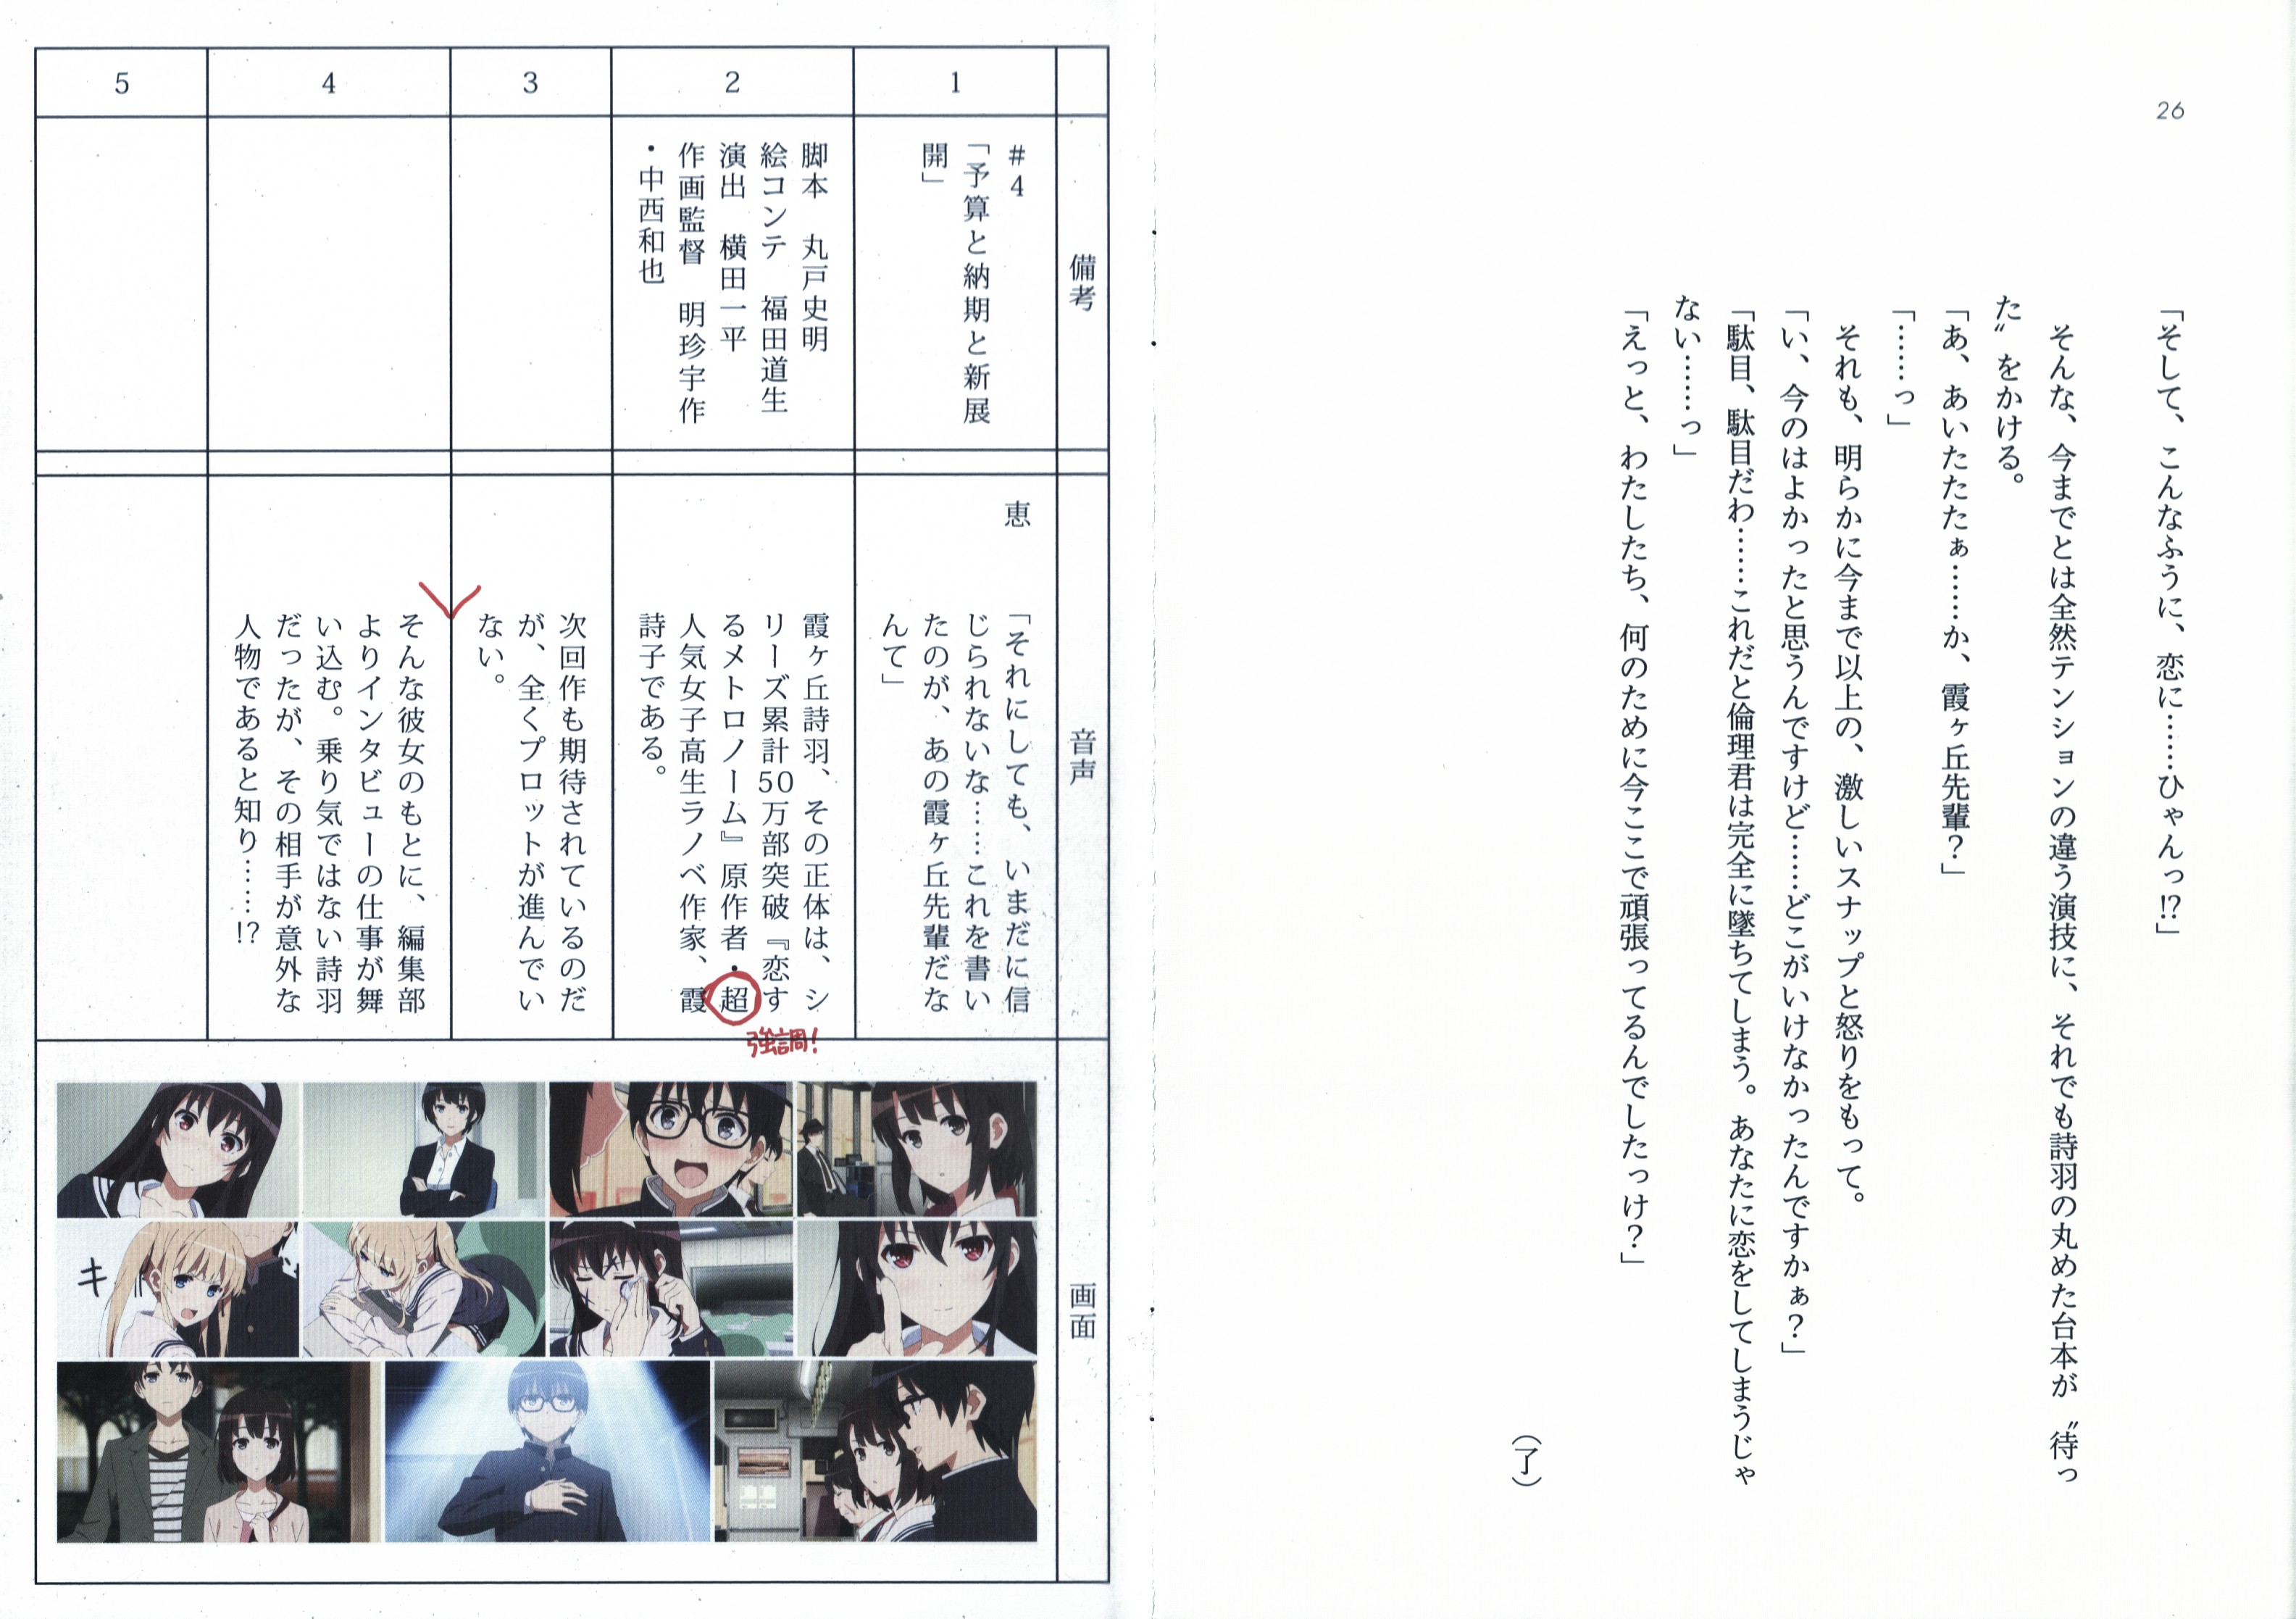 26
「そして、こんなふうに、恋に……ひゃんっ!?」
そんな、今までとは全然テンションの違う演技に、それでも詩羽の丸めた台本が〝待っ
た〟をかける。
「あ、あいたたたぁ……か、霞ヶ丘先輩？」
「……っ」
それも、明らかに今まで以上の、激しいスナップと怒りをもって。
「い、今のはよかったと思うんですけど……どこがいけなかったんですかぁ？」
「駄目、駄目だわ……これだと倫理君は完全に墜ちてしまう。あなたに恋をしてしまうじゃ
ない……っ」
「えっと、わたしたち、何のために今ここで頑張ってるんでしたっけ？」
（了）
備考
音声
画面
1
#4
「予算と納期と新展
開」
恵
「それにしても、いまだに信
じられないな……これを書い
たのが、あの霞ヶ丘先輩だな
んて」
2
脚本　丸戸史明
絵コンテ　福田道生
演出　横田一平
作画監督　明珍宇作
・中西和也
霞ヶ丘詩羽、その正体は、シ
リーズ累計50万部突破『恋す
るメトロノーム』原作者・超
人気女子高生ラノベ作家、霞
詩子である。
強調!
3
次回作も期待されているのだ
が、全くプロットが進んでい
ない。
4
そんな彼女のもとに、編集部
よりインタビューの仕事が舞
い込む。乗り気ではない詩羽
だったが、その相手が意外な
人物であると知り……!?
5
キ